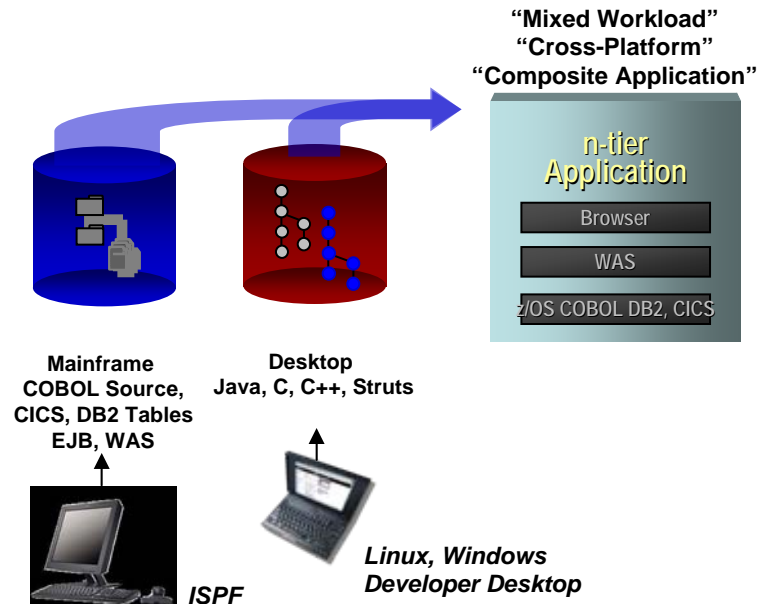 “Mixed Workload”
“Cross-Platform”
“Composite Application”
n-tier
Application
Browser
WAS
z/OS COBOL DB2, CICS
Mainframe
COBOL Source,
CICS, DB2 Tables
EJB, WAS
Desktop
Java, C, C++, Struts
ISPF
Linux, Windows
Developer Desktop